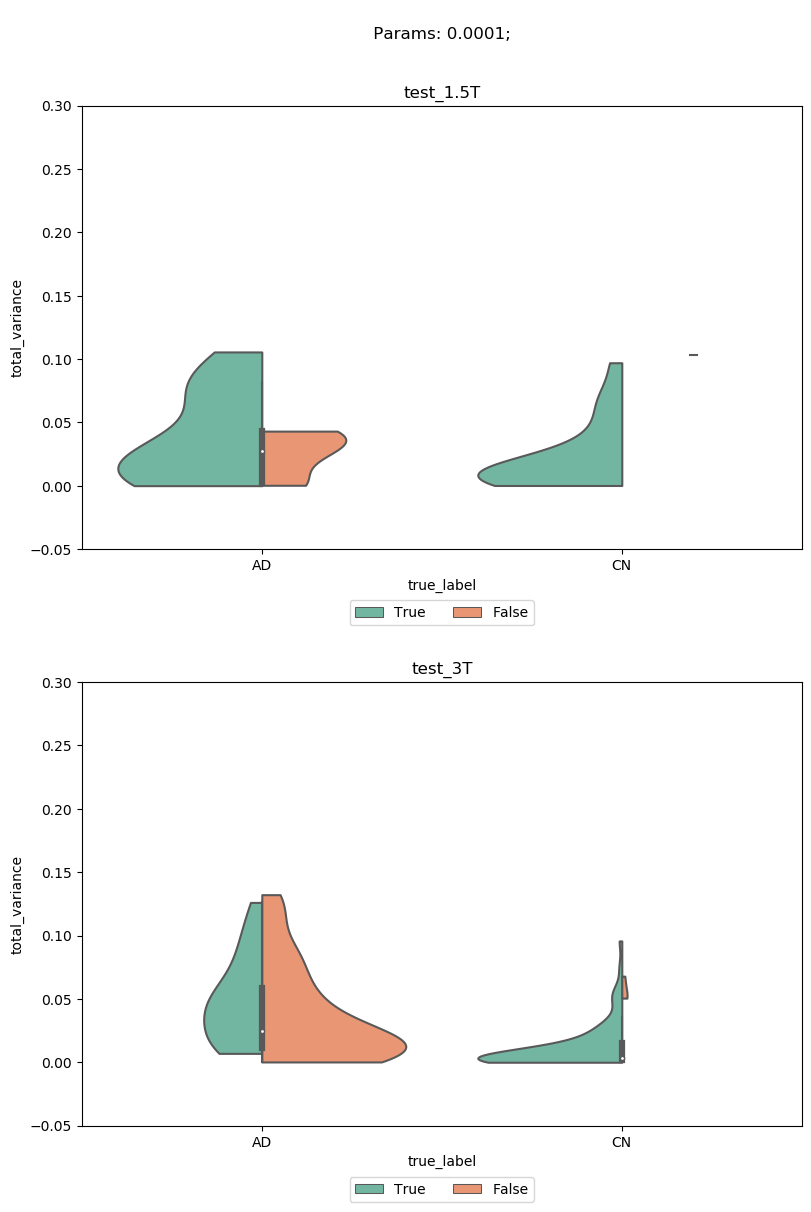 Params: 0.0001;
test_1.5T
0.30
0.25
0.20
0.15
0.10
0.05
0.00
−0.05
total_variance
AD CN
true_label
True False
test_3T
0.30
0.25
0.20
0.15
0.10
0.05
0.00
−0.05
total_variance
AD CN
true_label
True False